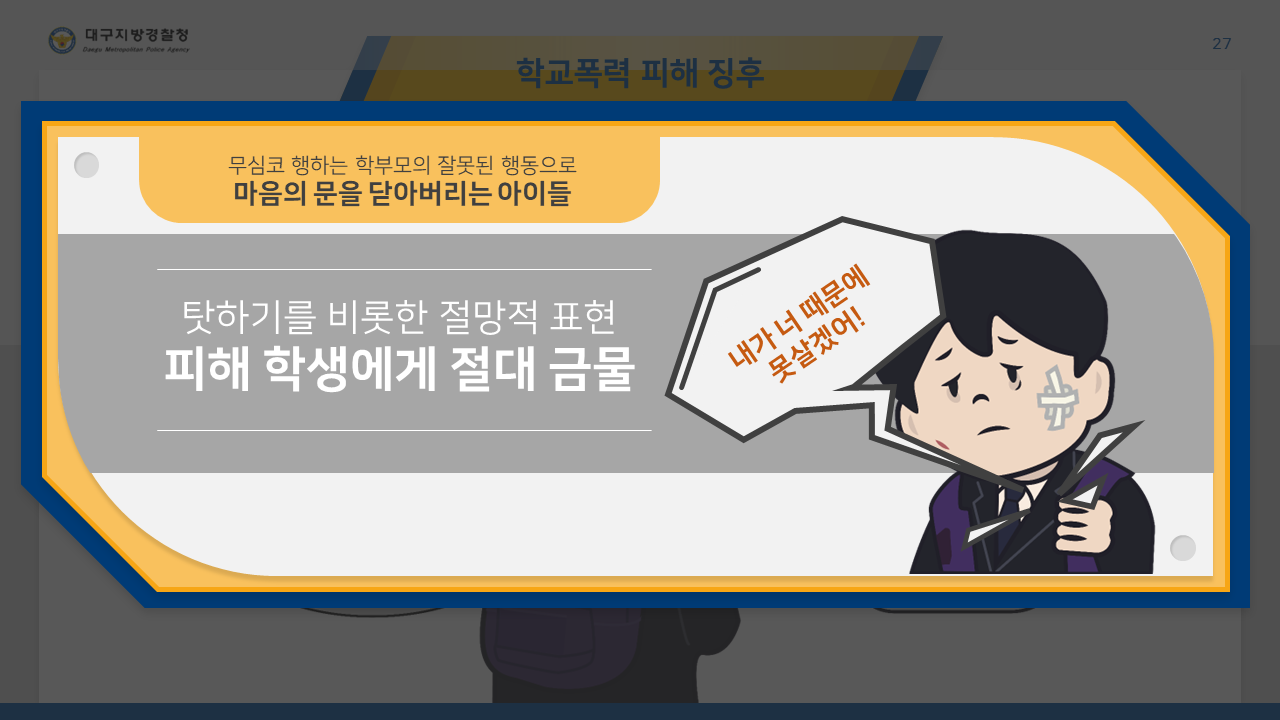 대구지방경찰청
Daegu Metropolitan Police Agency
27
학교폭력 피해 징후
무심코 행하는 학부모의 잘못된 행동으로
마음의 문을 닫아버리는 아이들
탓하기를 비롯한 절망적 표현
피해 학생에게 절대 금물
내가 너 때문에
못살겠어!